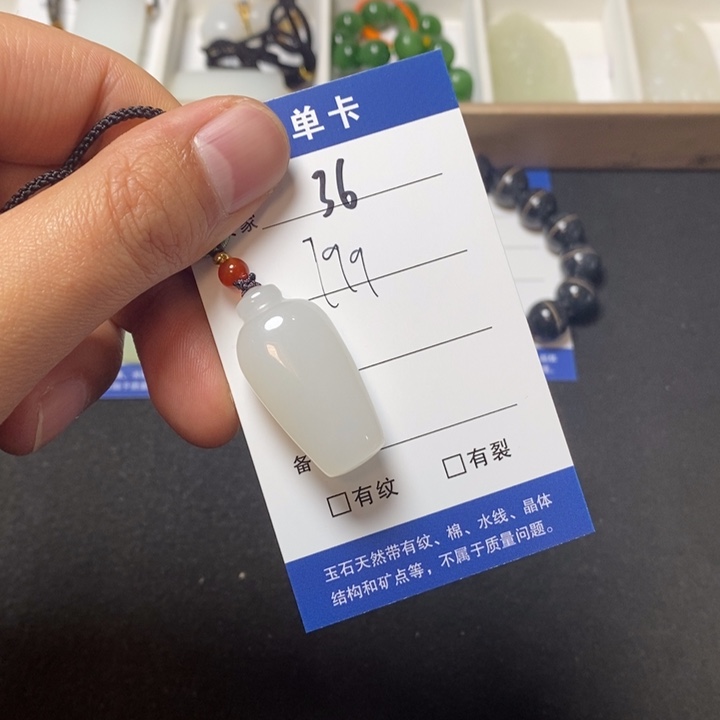 单卡
36
家
799
备
□有纹 □有裂
玉石天然带有纹、棉、水线、晶体
结构和矿点等，不属于质量问题。